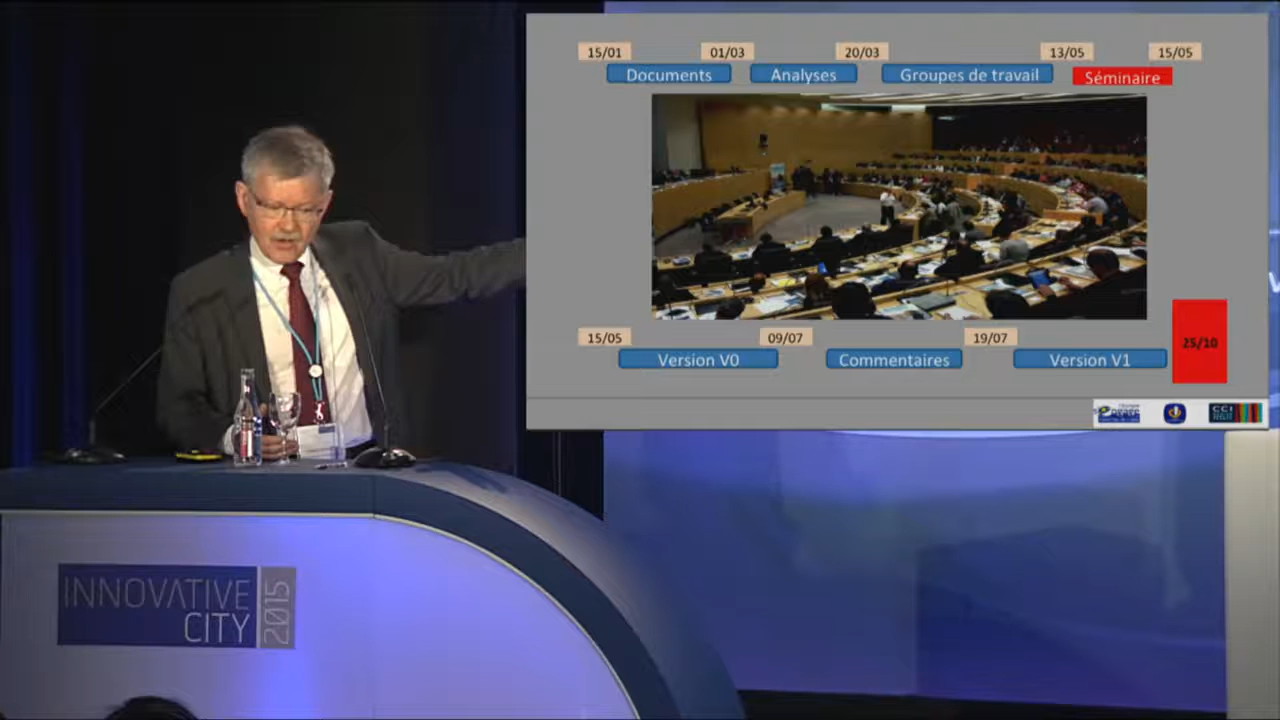 15/01 01/03 20/03 13/05 15/05
Documents Analyses Groupes de travail Séminaire
15/05 09/07 19/07
25/10
Version V0 Commentaires Version V1
CCI
INNOVATIVE
CITY
2015